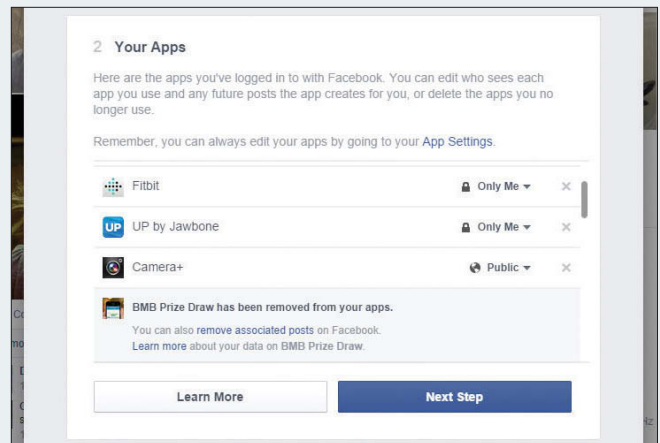 2 Your Apps
Here are the apps you've logged in to with Facebook. You can edit who sees each
app you use and any future posts the app creates for you, or delete the apps you no
longer use.
Remember, you can always edit your apps by going to your App Settings.
Fitbit Only Me
UP UP by Jawbone Only Me
Camera+ Public
BMB Prize Draw has been removed from your apps.
You can also remove associated posts on Facebook.
Learn more about your data on BMB Prize Draw.
Learn More Next Step